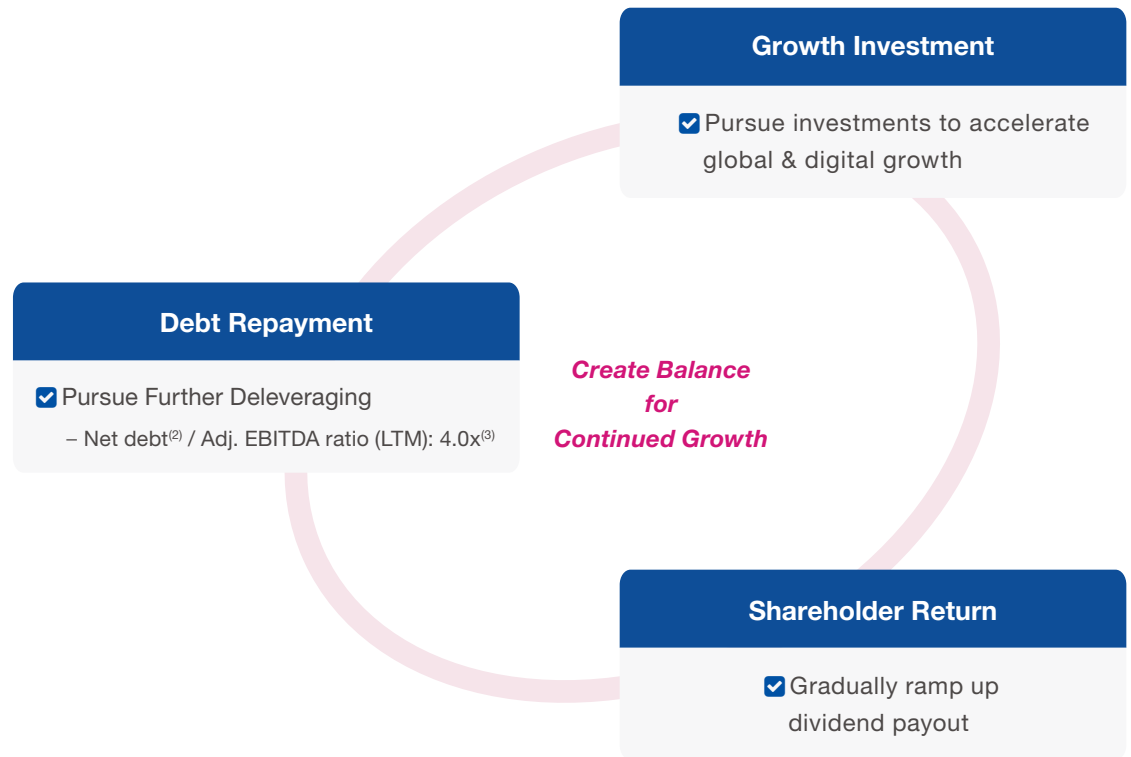 Growth Investment
Pursue investments to accelerate
global & digital growth
Debt Repayment
Pursue Further Deleveraging
– Net debt(2) / Adj. EBITDA ratio (LTM): 4.0x(3)
Create Balance
for
Continued Growth
Shareholder Return
Gradually ramp up
dividend payout